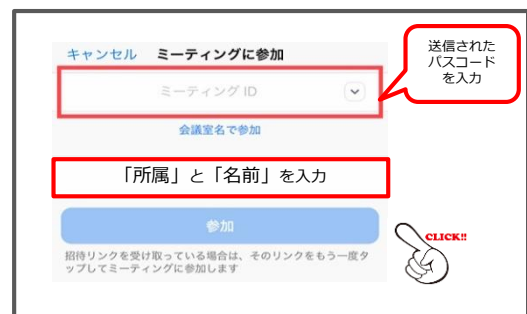 キャンセル ミーティングに参加
送信された
パスコード
を入力
ミーティング ID
会議室名で参加
「所属」と「名前」を入力
参加
CLICK!!
招待リンクを受け取っている場合は、そのリンクをもう一度タ
ップしてミーティングに参加します